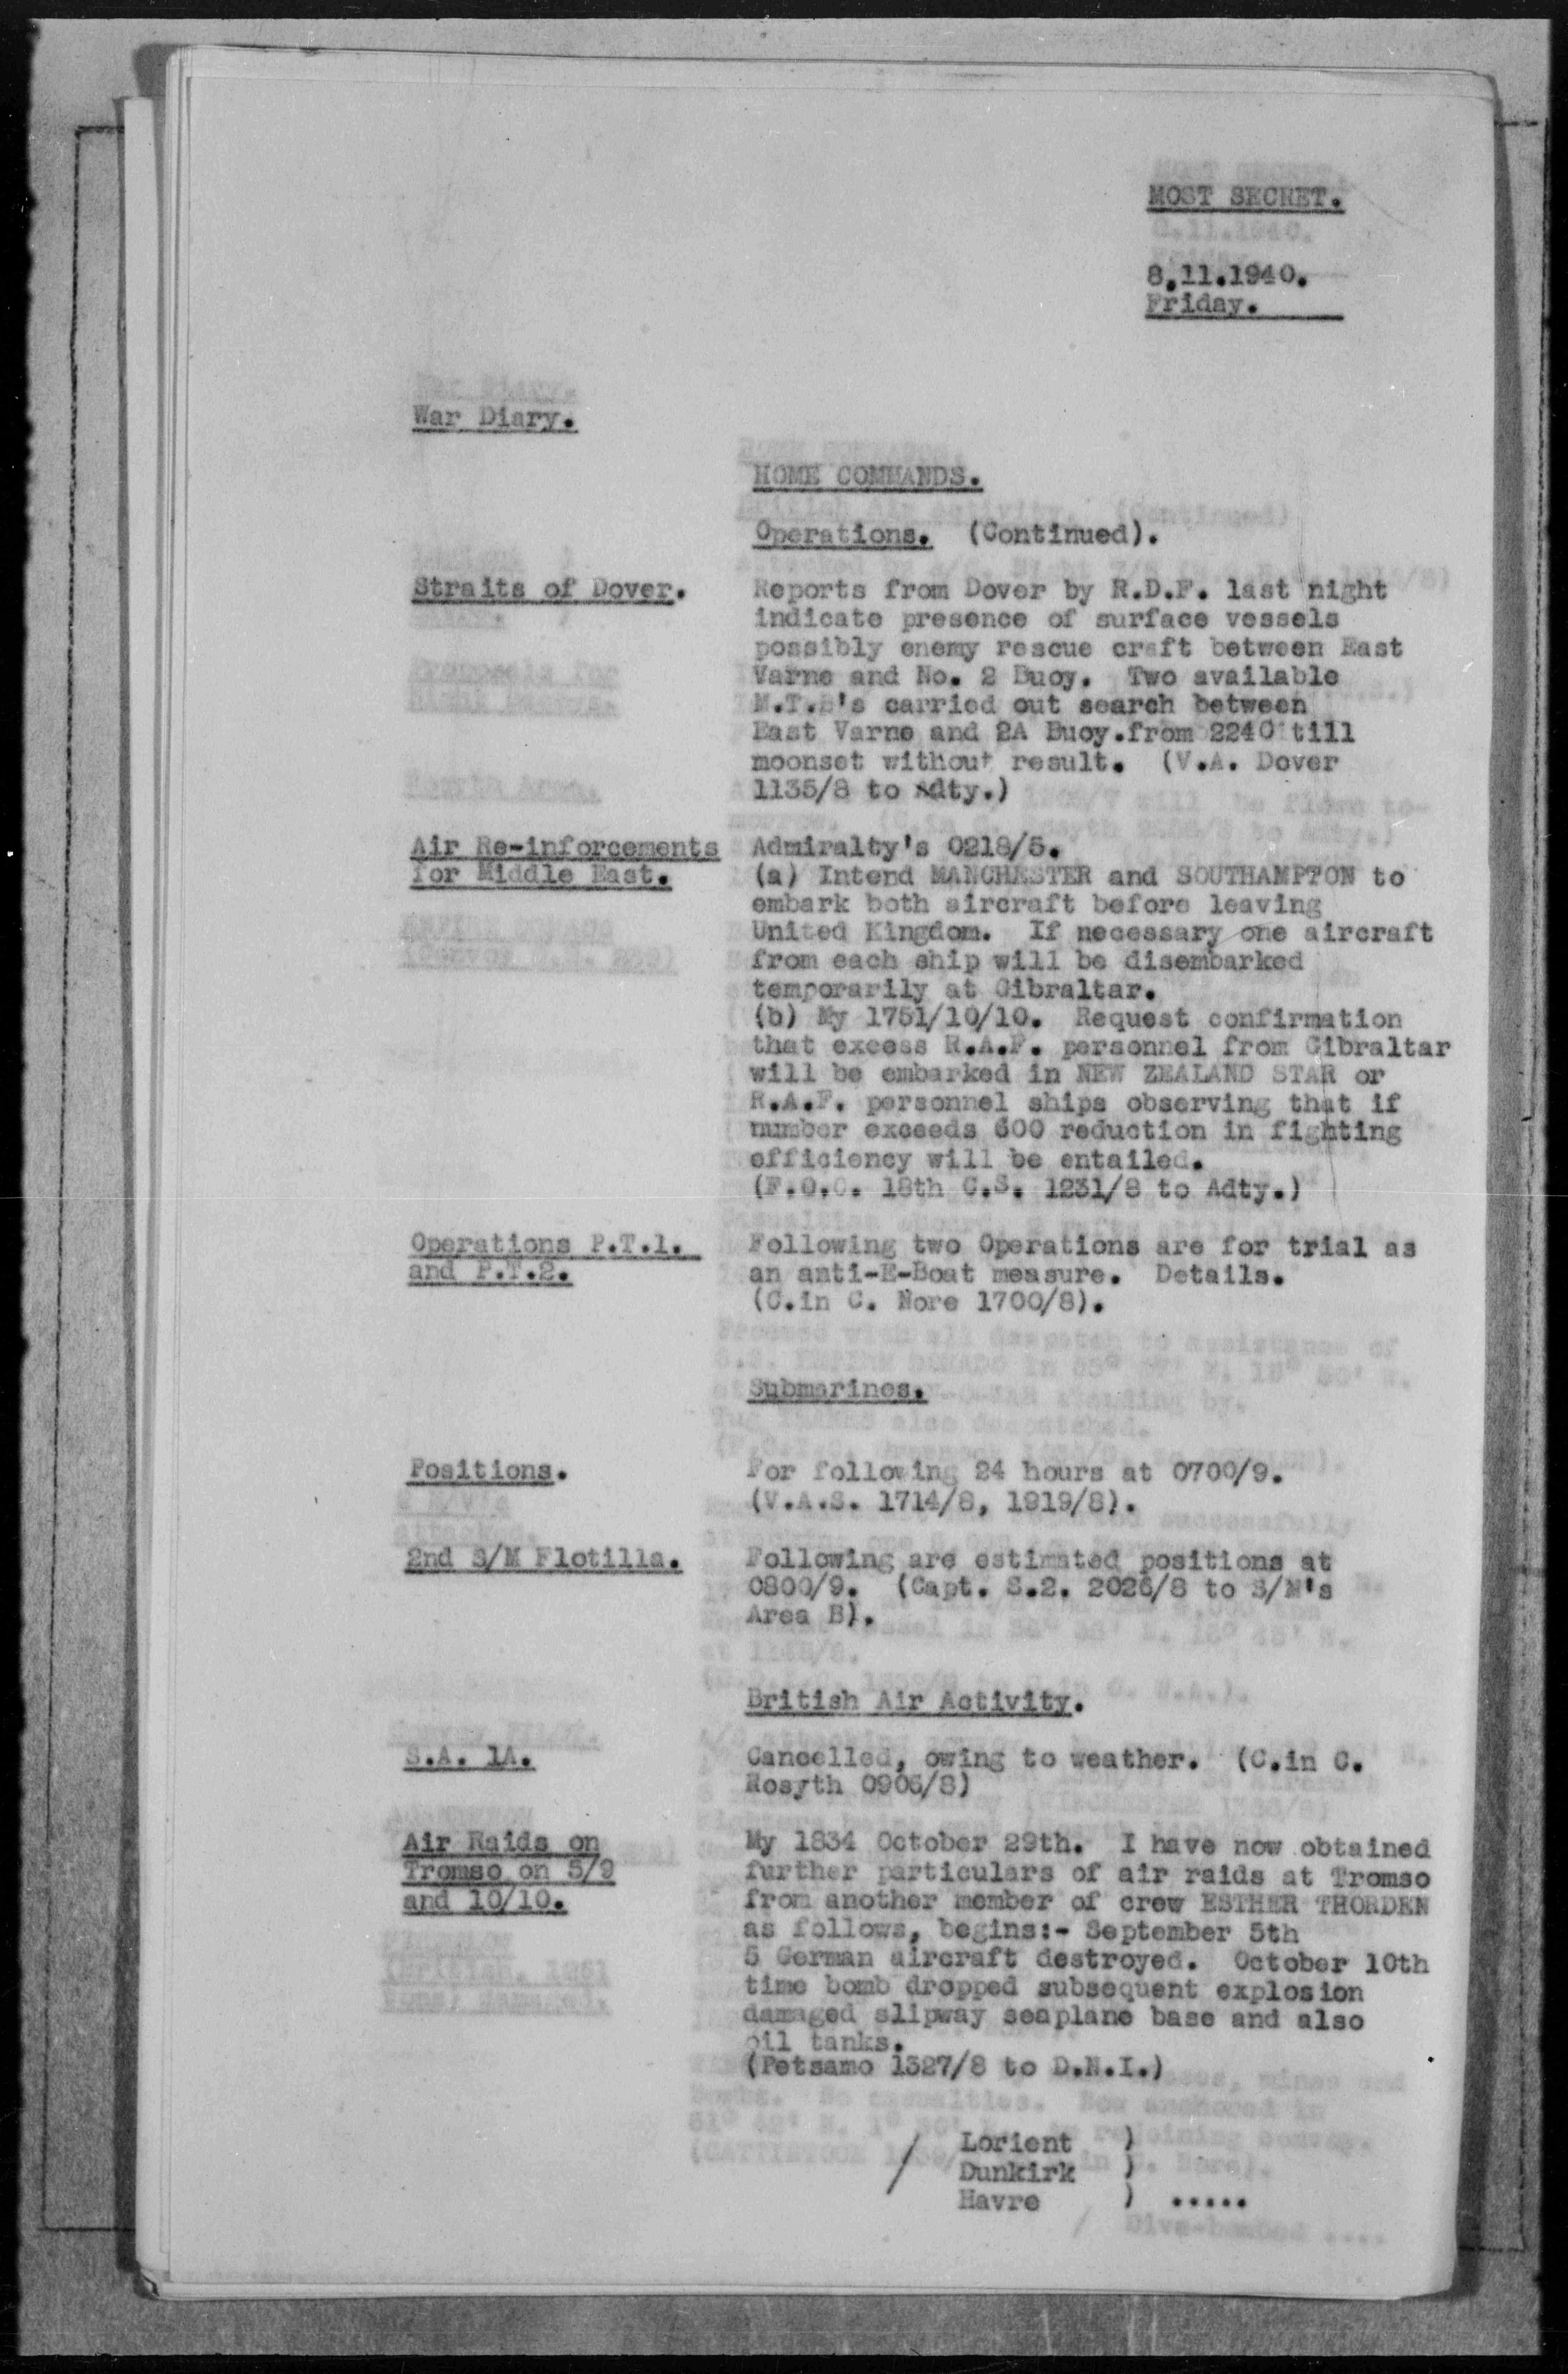 MOST SECRET.
8.11.1940.
Friday.
War Diary.
HOME COMMANDS.
Operations. (Continued).
Straits of Dover.
Reports from Dover by R.D.F. last night
indicate presence of surface vessels
possibly enemy rescue craft between East
Varne and No. 2 Buoy. Two available
M.T.B's carried out search between
East Varne and 2A Buoy.from 2240 till
moonset without result. (V.A. Dover
1135/8 to Adty.)
Air Re-inforcements
for Middle East.
Admiralty's 0218/5.
(a) Intend MANCHESTER and SOUTHAMPTON to
embark both aircraft before leaving
United Kingdom. If necessary one aircraft
from each ship will be disembarked
temporarily at Gibraltar.
(b) My 1751/10/10. Request confirmation
that excess R.A.F. personnel from Gibraltar
will be embarked in NEW ZEALAND STAR or
R.A.F. personnel ships observing that if
number exceeds 600 reduction in fighting
efficiency will be entailed.
(F.O.C. 18th C.S. 1231/8 to Adty.)
Operations P.T.1.
and P.T.2.
Following two Operations are for trial as
an anti-E-Boat measure. Details.
(C.in C. Nore 1700/8).
Submarines.
Positions.
For following 24 hours at 0700/9.
(V.A.S. 1714/8, 1919/8).
2nd S/M Flotilla.
Following are estimated positions at
0800/9. (Capt. S.2. 2026/8 to S/M's
Area B).
British Air Activity.
S.A. 1A.
Cancelled, owing to weather. (C.in C.
Rosyth 0906/8)
Air Raids on
Tromso on 5/9
and 10/10.
My 1834 October 29th. I have now obtained
further particulars of air raids at Tromso
from another member of crew ESTHER THORDEN
as follows, begins:- September 5th
5 German aircraft destroyed. October 10th
time bomb dropped subsequent explosion
damaged slipway seaplane base and also
oil tanks.
(Petsamo 1327/8 to D.N.I.)
/ Lorient )
Dunkirk )
Havre ) .....